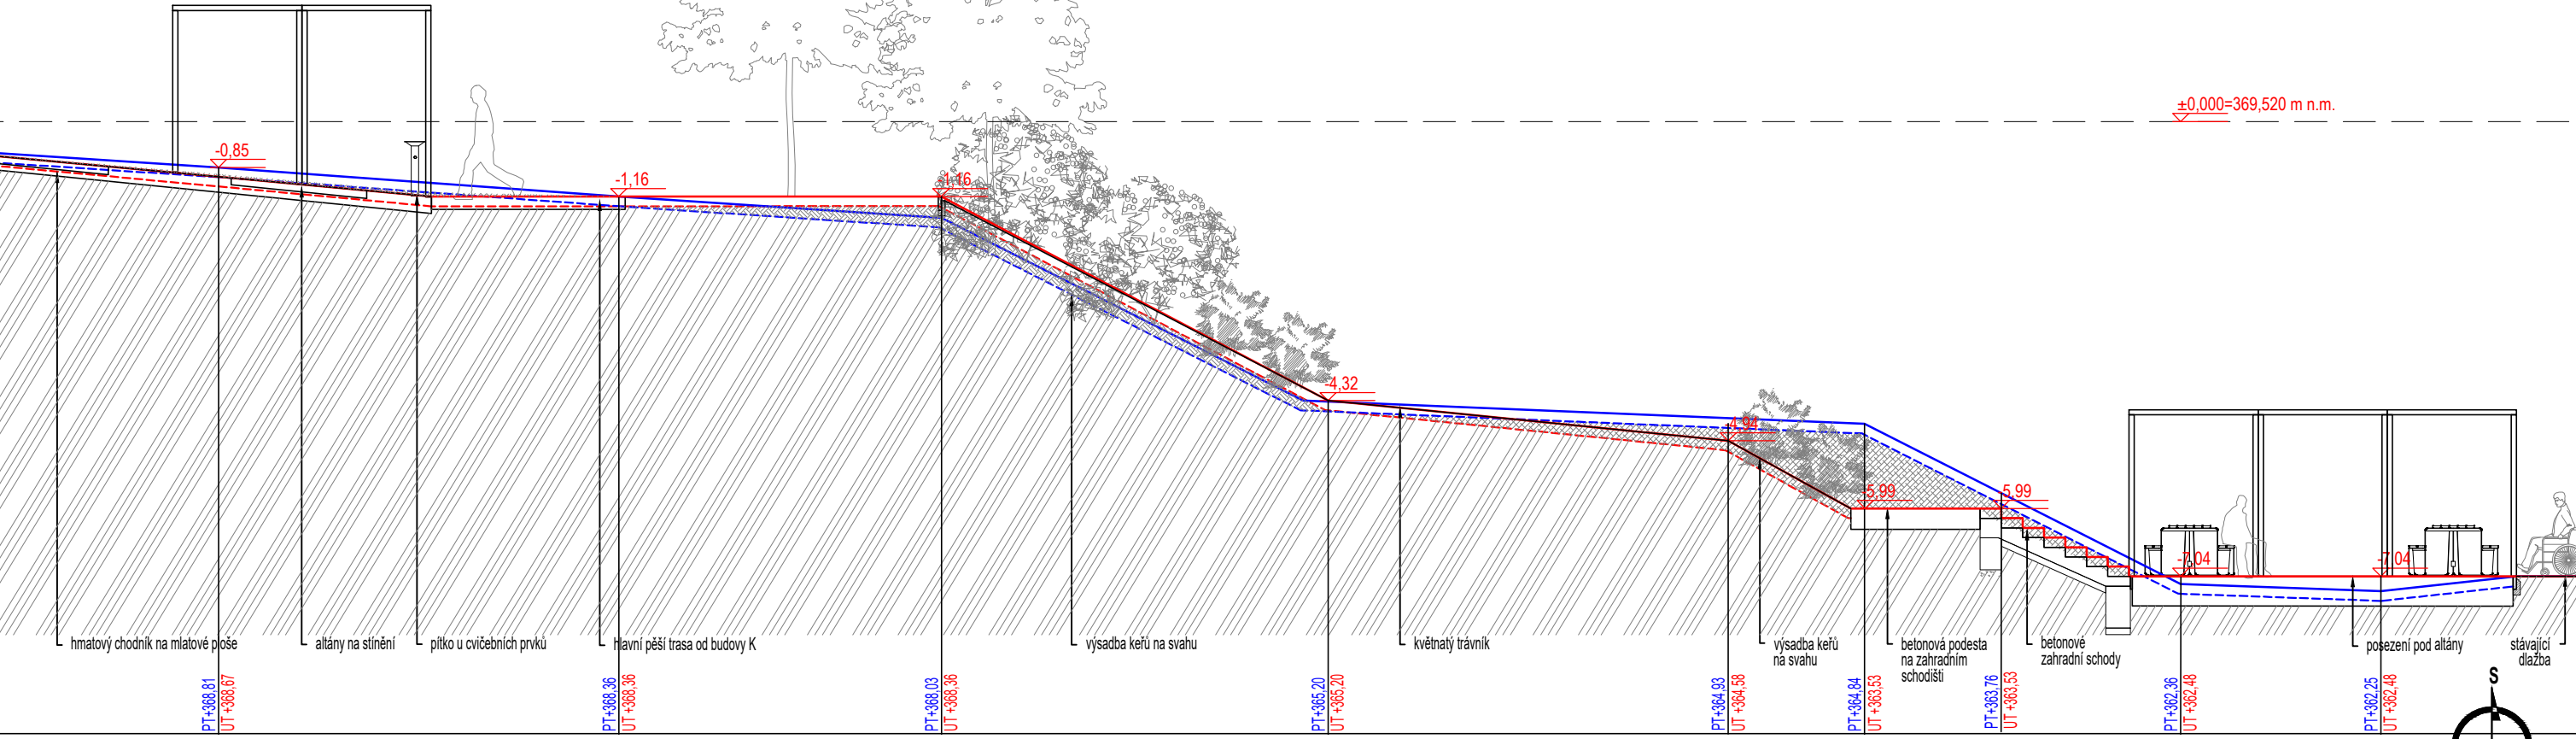 ±0,000=369,520 m n.m.
-0,85
-1,16
-1,16
-4,32
-4,94
-5,99
-5,99
-7,04
-7,04
hmatový chodník na mlatové ploše
altány na stínění
pítko u cvičebních prvků
hlavní pěší trasa od budovy K
výsadba keřů na svahu
květnatý trávník
výsadba keřů
na svahu
betonová podesta
na zahradním
schodišti
betonové
zahradní schody
posezení pod altány
stávající
dlažba
PT+368,81
UT +368,67
PT+368,36
UT +368,36
PT+368,03
UT +368,36
PT+365,20
UT +365,20
PT+364,93
UT +364,58
PT+364,84
UT +363,53
PT+363,76
UT +363,53
PT+362,36
UT +362,48
PT+362,25
UT +362,48
S